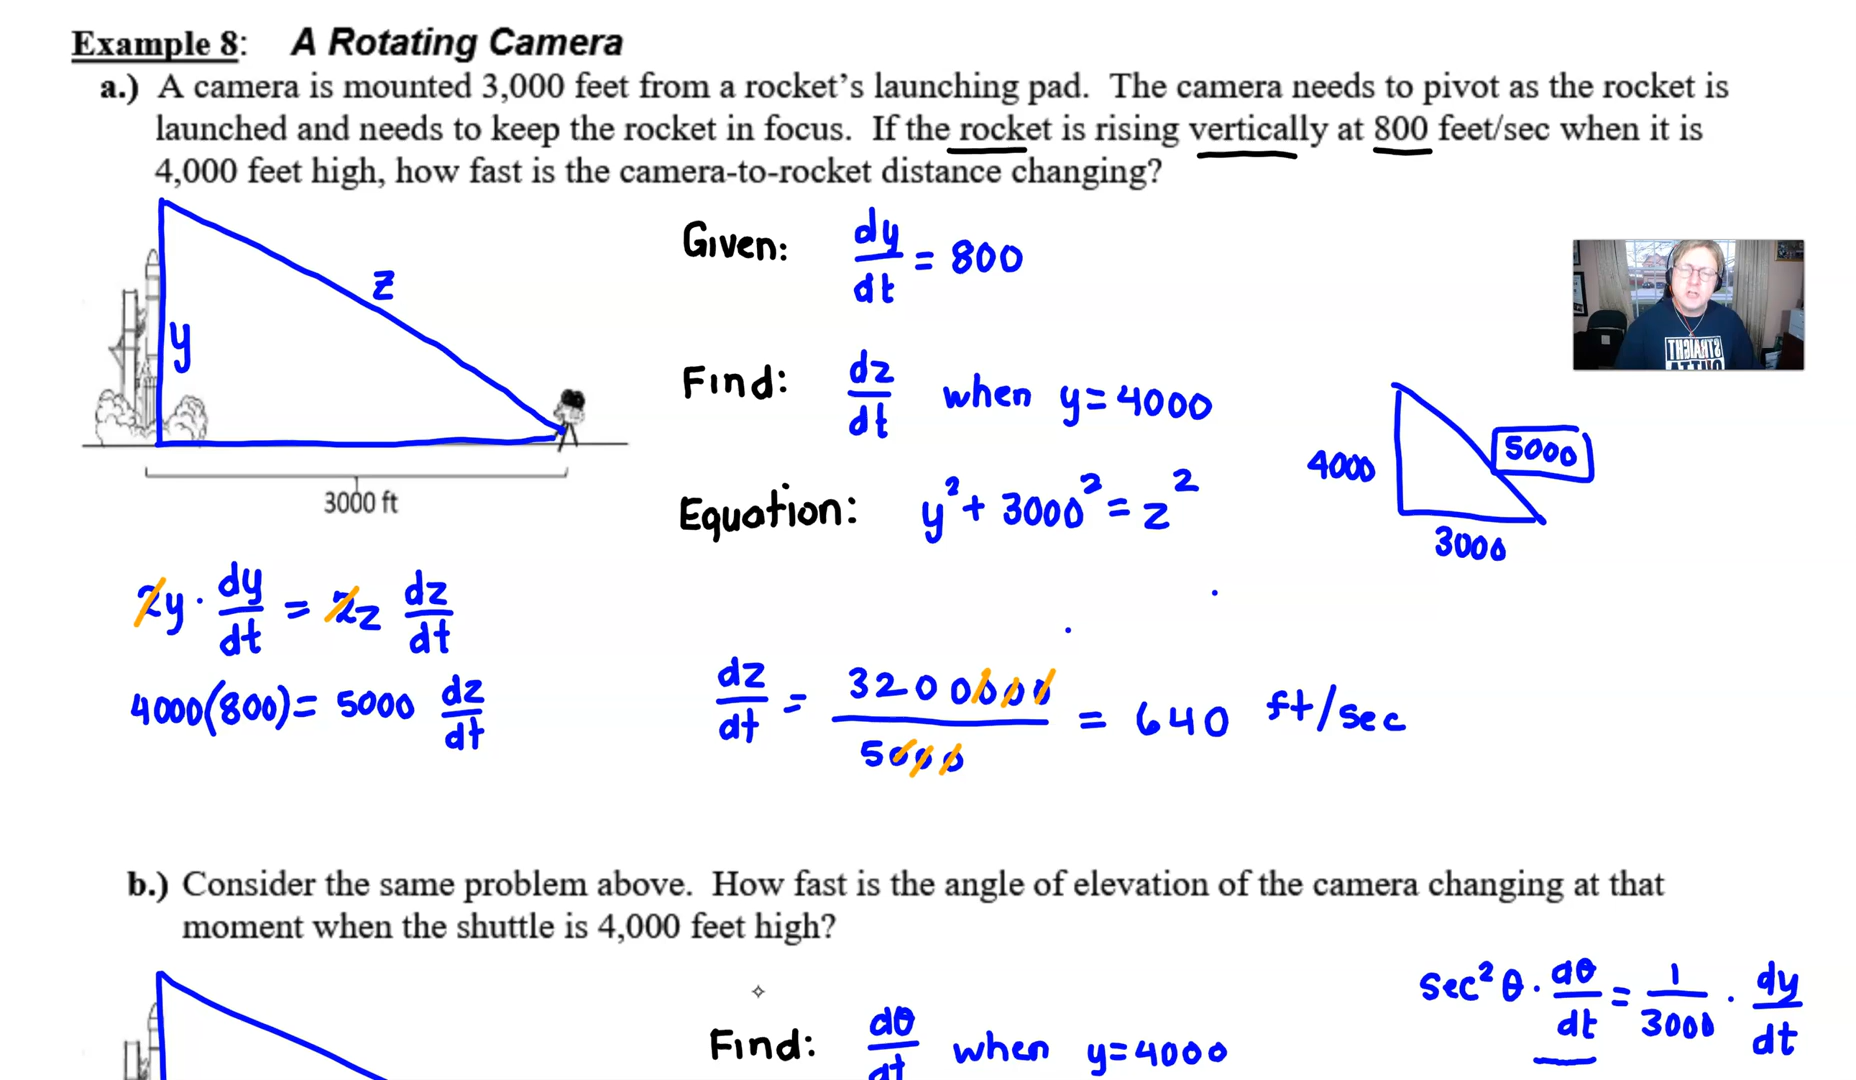 Example 8: A Rotating Camera
a.) A camera is mounted 3,000 feet from a rocket's launching pad. The camera needs to pivot as the rocket is
launched and needs to keep the rocket in focus. If the rocket is rising vertically at 800 feet/sec when it is
4,000 feet high, how fast is the camera-to-rocket distance changing?
z
y
3000 ft
Given: dy/dt = 800
Find: dz/dt when y=4000
Equation: y² + 3000² = z²
4000
5000
3000
2y · dy/dt = 2z dz/dt
4000(800) = 5000 dz/dt
dz/dt = 3200000/5000 = 640 ft/sec
b.) Consider the same problem above. How fast is the angle of elevation of the camera changing at that
moment when the shuttle is 4,000 feet high?
Find: dθ/dt when y=4000
sec² θ · dθ/dt = 1/3000 · dy/dt